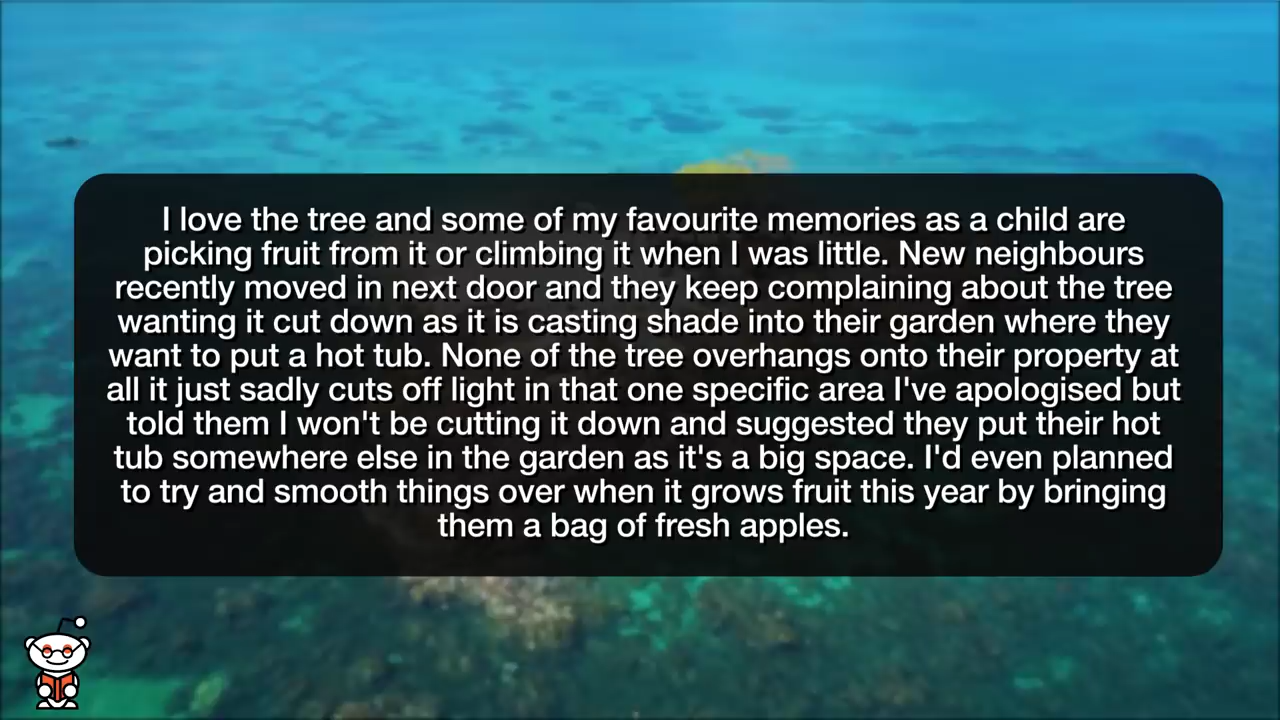 I love the tree and some of my favourite memories as a child are
picking fruit from it or climbing it when I was little. New neighbours
recently moved in next door and they keep complaining about the tree
wanting it cut down as it is casting shade into their garden where they
want to put a hot tub. None of the tree overhangs onto their property at
all it just sadly cuts off light in that one specific area I've apologised but
told them I won't be cutting it down and suggested they put their hot
tub somewhere else in the garden as it's a big space. I'd even planned
to try and smooth things over when it grows fruit this year by bringing
them a bag of fresh apples.